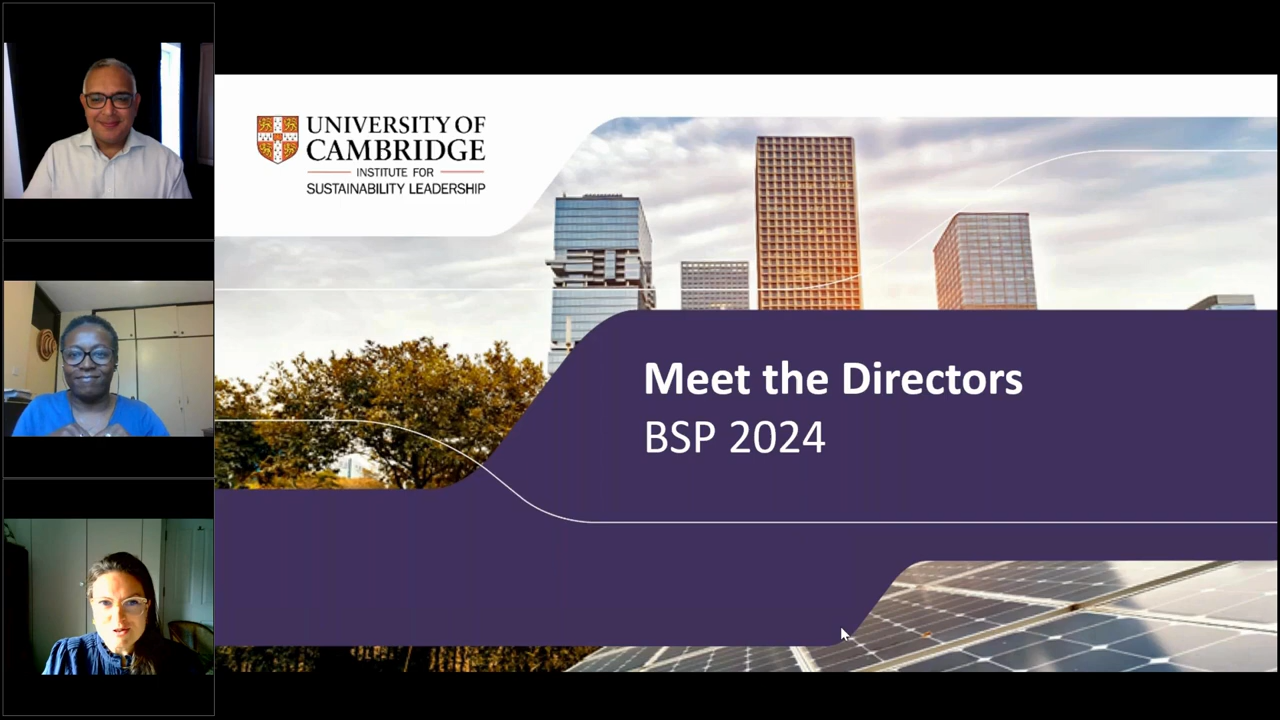 UNIVERSITY OF
CAMBRIDGE
INSTITUTE FOR
SUSTAINABILITY LEADERSHIP
Meet the Directors
BSP 2024